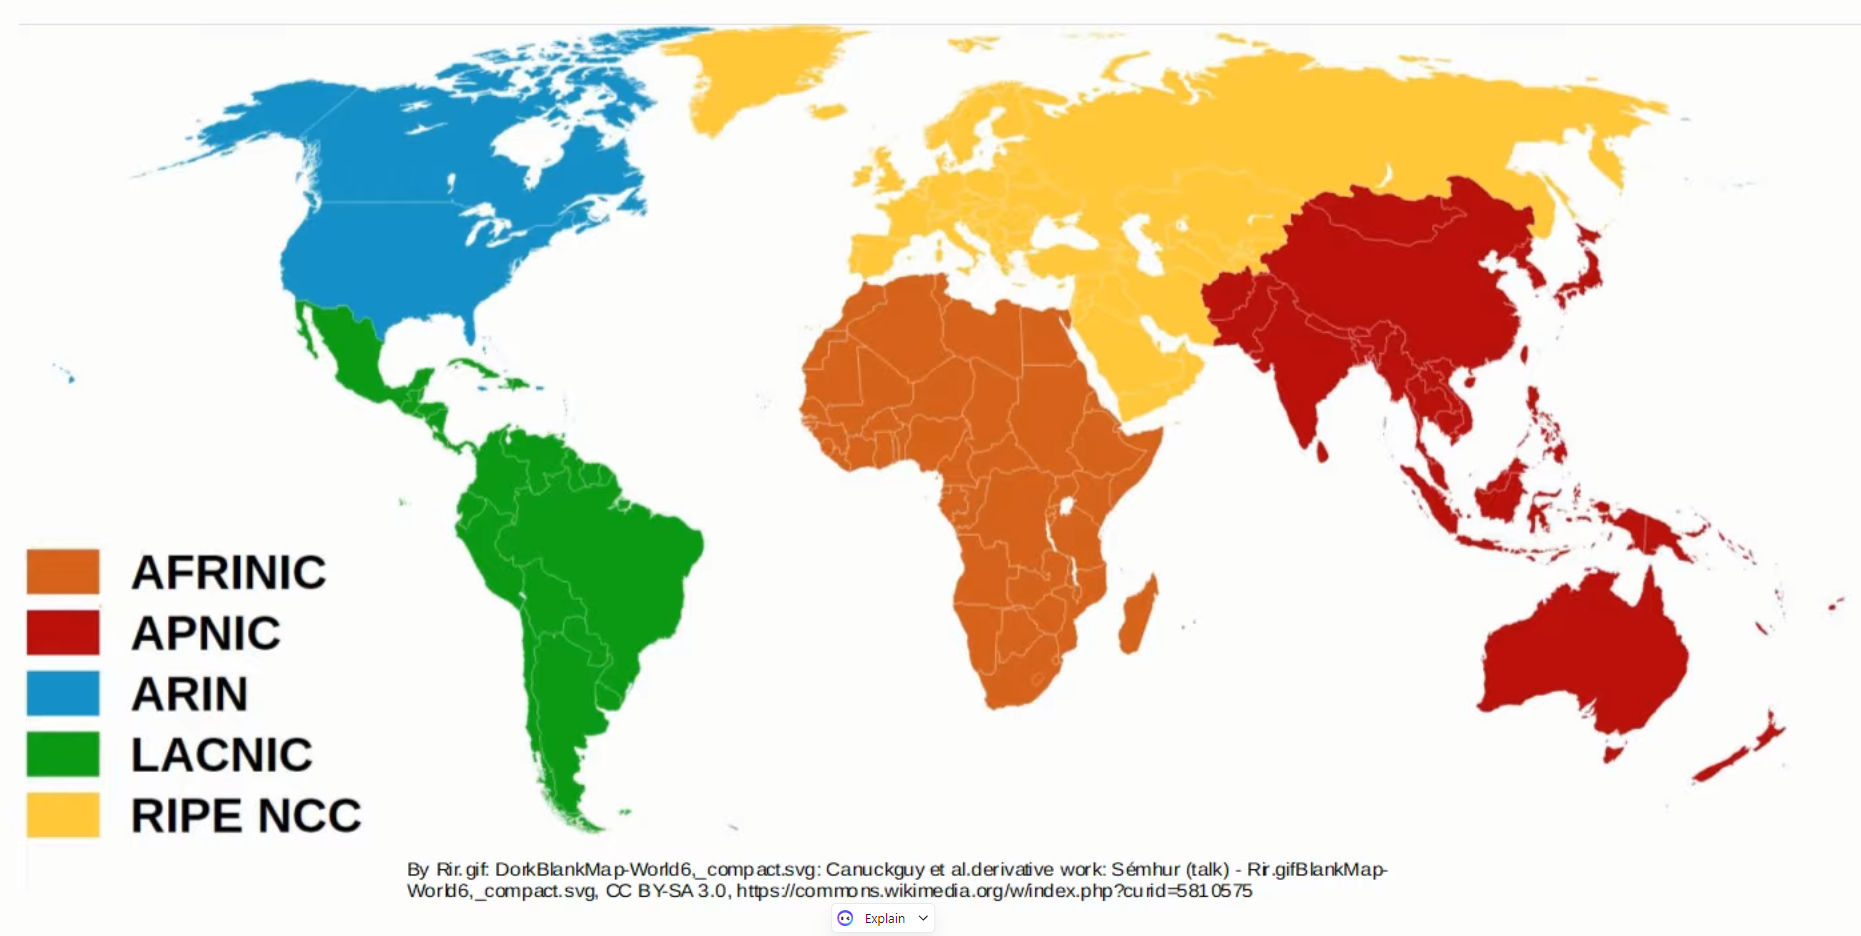 AFRINIC
APNIC
ARIN
LACNIC
RIPE NCC
By Rir.gif: DorkBlankMap-World6,_compact.svg: Canuckguy et al.derivative work: Sémhur (talk) - Rir.gifBlankMap-
World6,_compact.svg, CC BY-SA 3.0, https://commons.wikimedia.org/w/index.php?curid=5810575
Explain